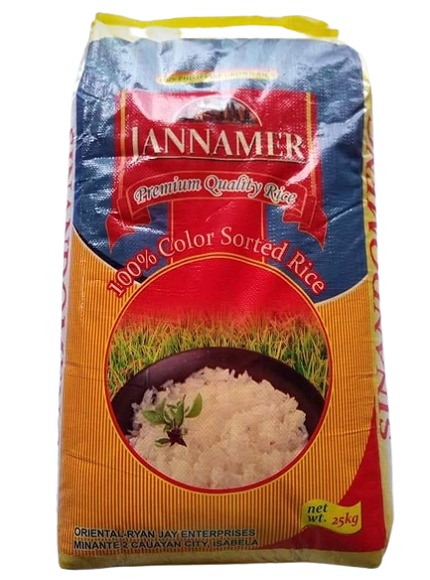 JANNAMER
Premium Quality Rice
100% Color Sorted Rice
net
wt. 25kg
ORIENTAL-RYAN JAY ENTERPRISES
MINANTE 2 CAUAYAN CITY, ISABELA